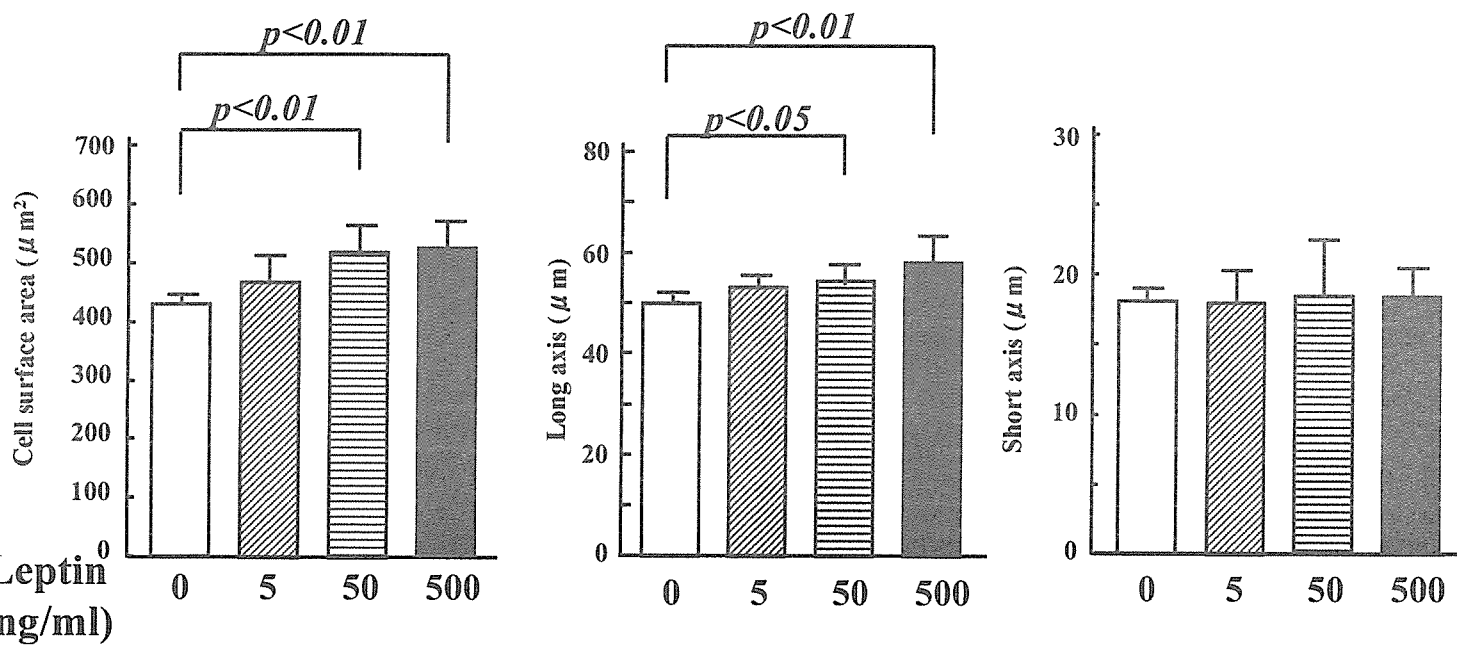 p<0.01
p<0.01
700
600
500
400
300
200
100
0
Cell surface area (μm²)
Leptin
ng/ml)
0 5 50 500
p<0.01
p<0.05
80
60
40
20
0
Long axis (μm)
0 5 50 500
30
20
10
0
Short axis (μm)
0 5 50 500